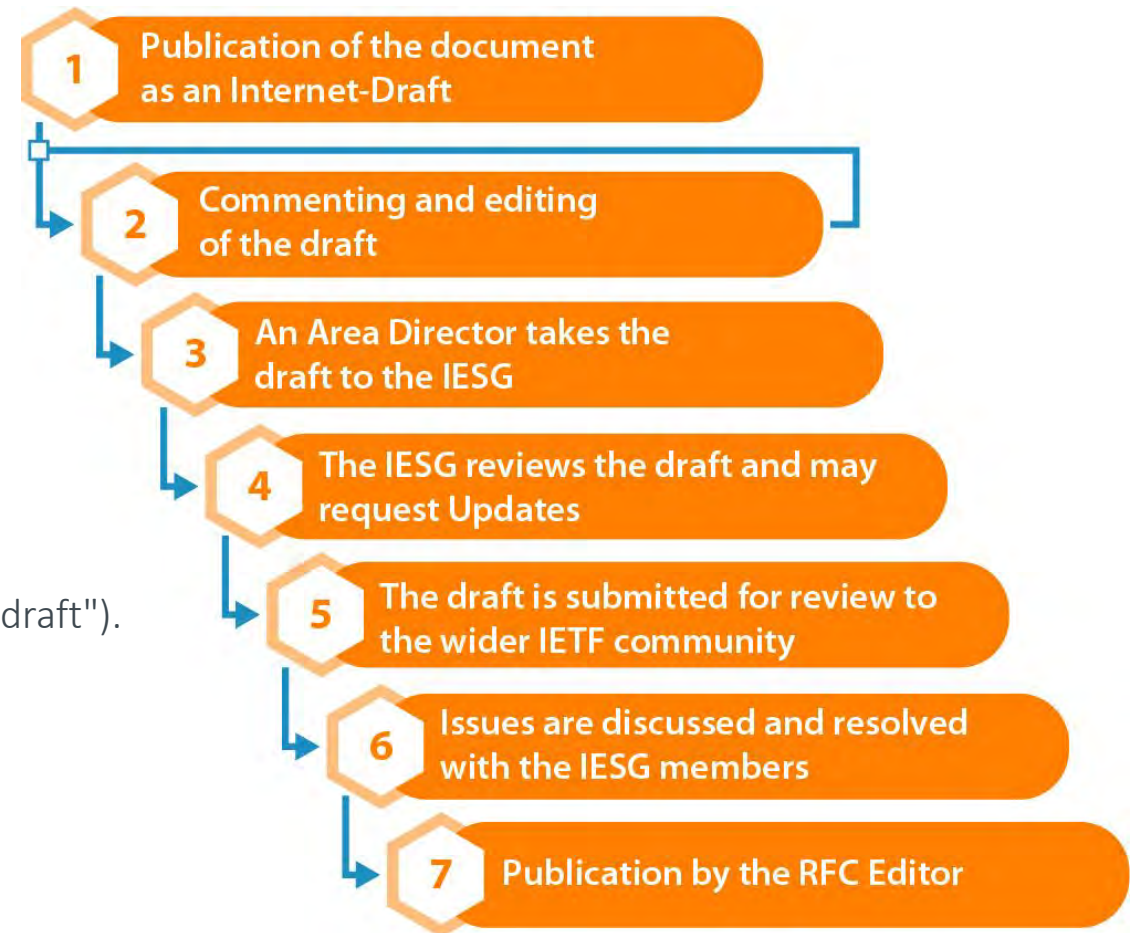 1
Publication of the document
as an Internet-Draft
2
Commenting and editing
of the draft
3
An Area Director takes the
draft to the IESG
4
The IESG reviews the draft and may
request Updates
draft").
5
The draft is submitted for review to
the wider IETF community
6
Issues are discussed and resolved
with the IESG members
7
Publication by the RFC Editor